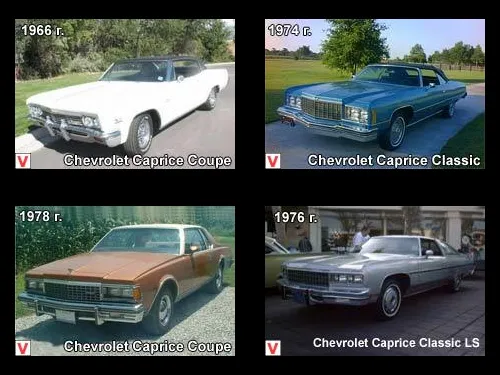 1966 г.
V
Chevrolet Caprice Coupe
1974 г.
V
Chevrolet Caprice Classic
1978 г.
V
Chevrolet Caprice Coupe
1976 г.
V
Chevrolet Caprice Classic LS